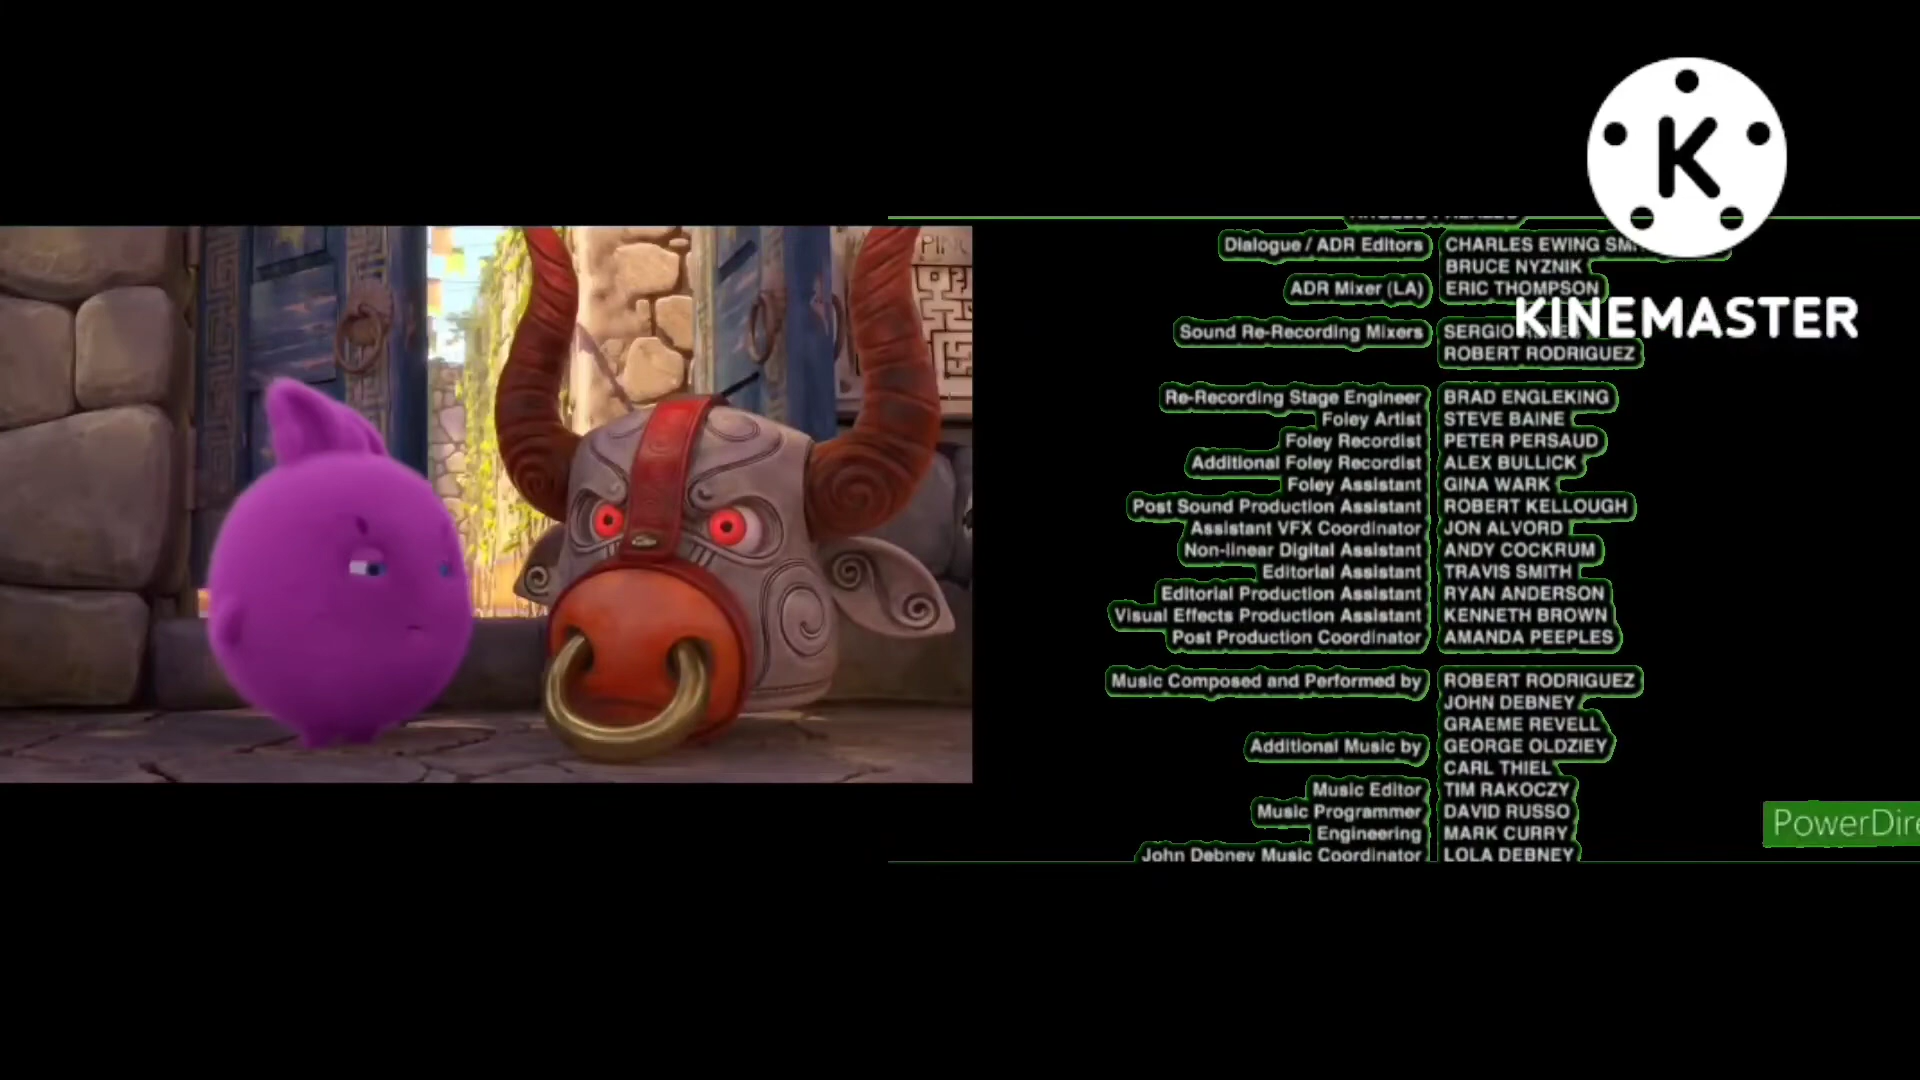 Dialogue / ADR Editors CHARLES EWING
BRUCE NYZNIK
ADR Mixer (LA) ERIC THOMPSON
KINEMASTER
Sound Re-Recording Mixers SERGIO
ROBERT RODRIGUEZ
Re-Recording Stage Engineer BRAD ENGLEKING
Foley Artist STEVE BAINE
Foley Recordist PETER PERSAUD
Additional Foley Recordist ALEX BULLICK
Foley Assistant GINA WARK
Post Sound Production Assistant ROBERT KELLOUGH
Assistant VFX Coordinator JON ALVORD
Non-linear Digital Assistant ANDY COCKRUM
Editorial Assistant TRAVIS SMITH
Editorial Production Assistant RYAN ANDERSON
Visual Effects Production Assistant KENNETH BROWN
Post Production Coordinator AMANDA PEEPLES
Music Composed and Performed by ROBERT RODRIGUEZ
JOHN DEBNEY
GRAEME REVELL
Additional Music by GEORGE OLDZIEY
CARL THIEL
Music Editor TIM RAKOCZY
Music Programmer DAVID RUSSO
Engineering MARK CURRY
John Debney Music Coordinator LOLA DEBNEY
PowerDire